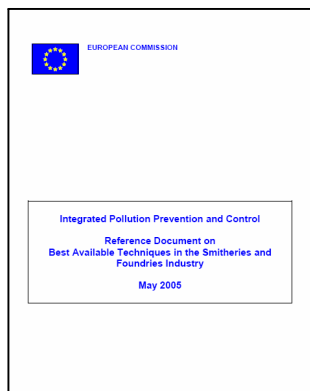 EUROPEAN COMMISSION
Integrated Pollution Prevention and Control
Reference Document on
Best Available Techniques in the Smitheries and
Foundries Industry
May 2005